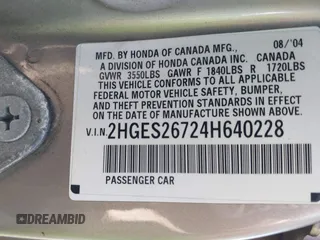 MFD. BY HONDA OF CANADA MFG., 08/'04
A DIVISION OF HONDA CANADA INC. CANADA
GVWR 3550LBS GAWR F 1840LBS R 1720LBS
THIS VEHICLE CONFORMS TO ALL APPLICABLE
FEDERAL MOTOR VEHICLE SAFETY, BUMPER,
AND THEFT PREVENTION STANDARDS IN EFFECT
ON THE DATE OF MANUFACTURE SHOWN ABOVE.
V.I.N. 2HGES26724H640228
PASSENGER CAR
DREAMBID